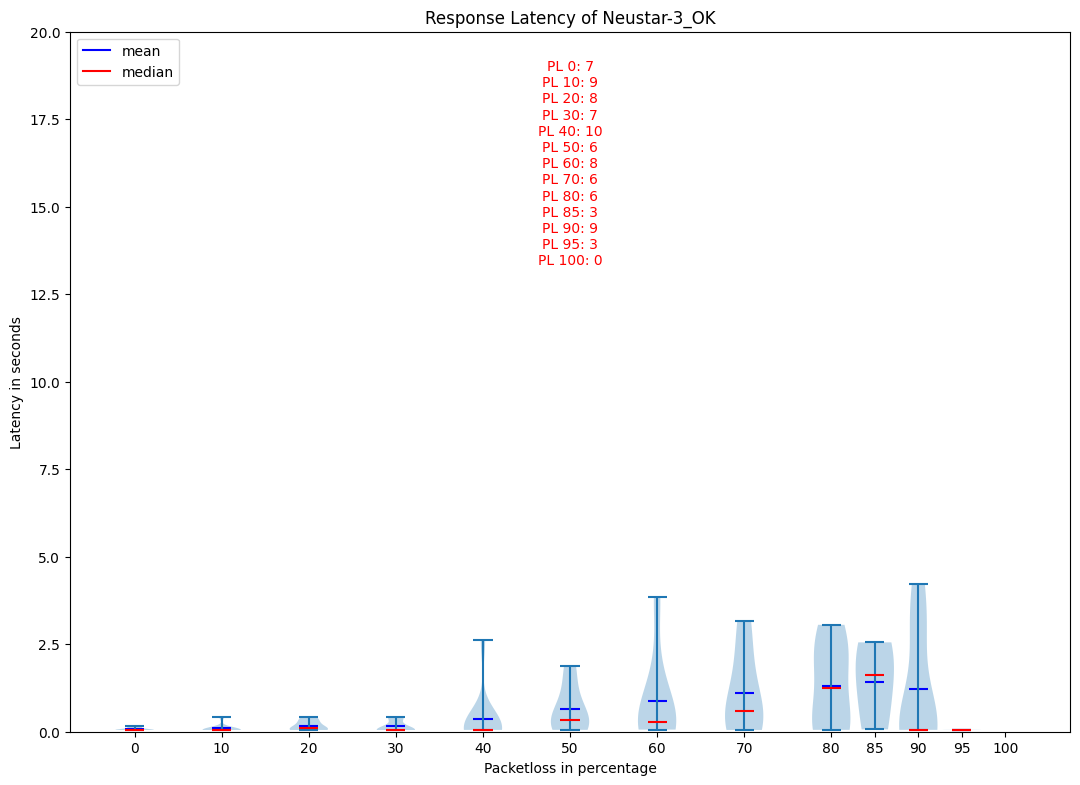 Response Latency of Neustar-3_OK
mean
median
PL 0: 7
PL 10: 9
PL 20: 8
PL 30: 7
PL 40: 10
PL 50: 6
PL 60: 8
PL 70: 6
PL 80: 6
PL 85: 3
PL 90: 9
PL 95: 3
PL 100: 0
Latency in seconds
20.0
17.5
15.0
12.5
10.0
7.5
5.0
2.5
0.0
0 10 20 30 40 50 60 70 80 85 90 95 100
Packetloss in percentage